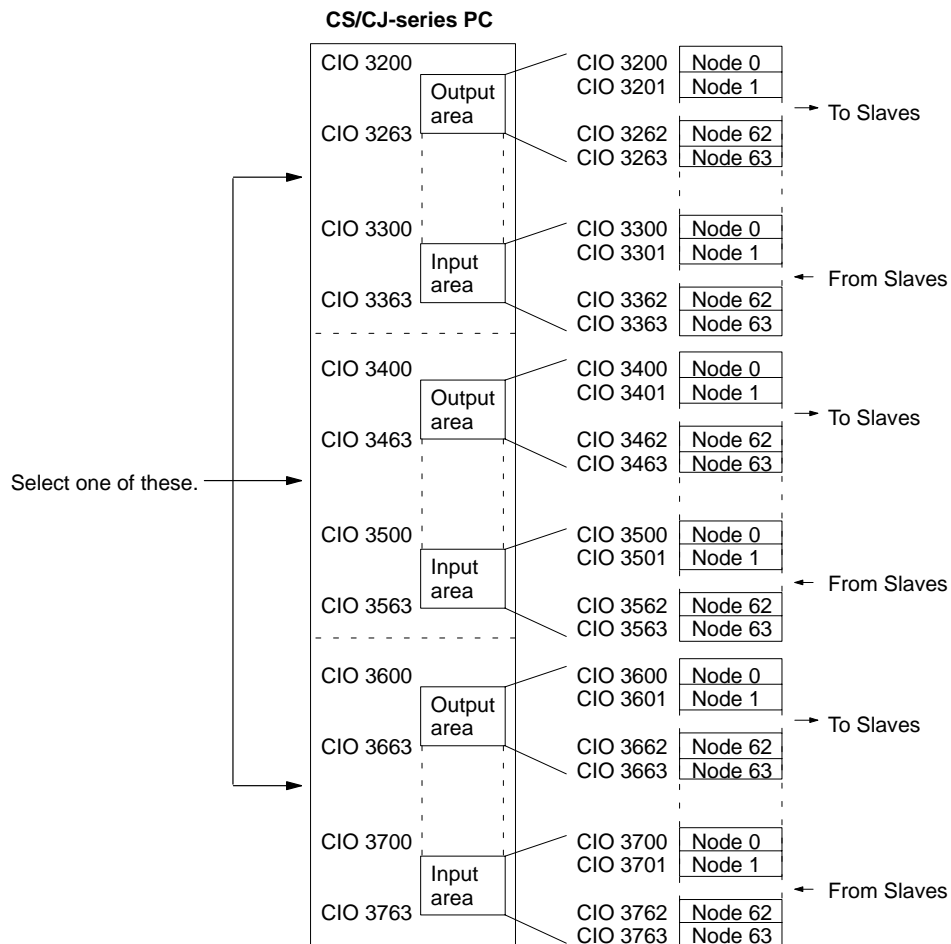 CS/CJ-series PC
CIO 3200
Output
area
CIO 3263
CIO 3200 Node 0
CIO 3201 Node 1
To Slaves
CIO 3262 Node 62
CIO 3263 Node 63
CIO 3300
Input
area
CIO 3363
CIO 3300 Node 0
CIO 3301 Node 1
From Slaves
CIO 3362 Node 62
CIO 3363 Node 63
CIO 3400
Output
area
CIO 3463
CIO 3400 Node 0
CIO 3401 Node 1
To Slaves
CIO 3462 Node 62
CIO 3463 Node 63
Select one of these.
CIO 3500
Input
area
CIO 3563
CIO 3500 Node 0
CIO 3501 Node 1
From Slaves
CIO 3562 Node 62
CIO 3563 Node 63
CIO 3600
Output
area
CIO 3663
CIO 3600 Node 0
CIO 3601 Node 1
To Slaves
CIO 3662 Node 62
CIO 3663 Node 63
CIO 3700
Input
area
CIO 3763
CIO 3700 Node 0
CIO 3701 Node 1
From Slaves
CIO 3762 Node 62
CIO 3763 Node 63